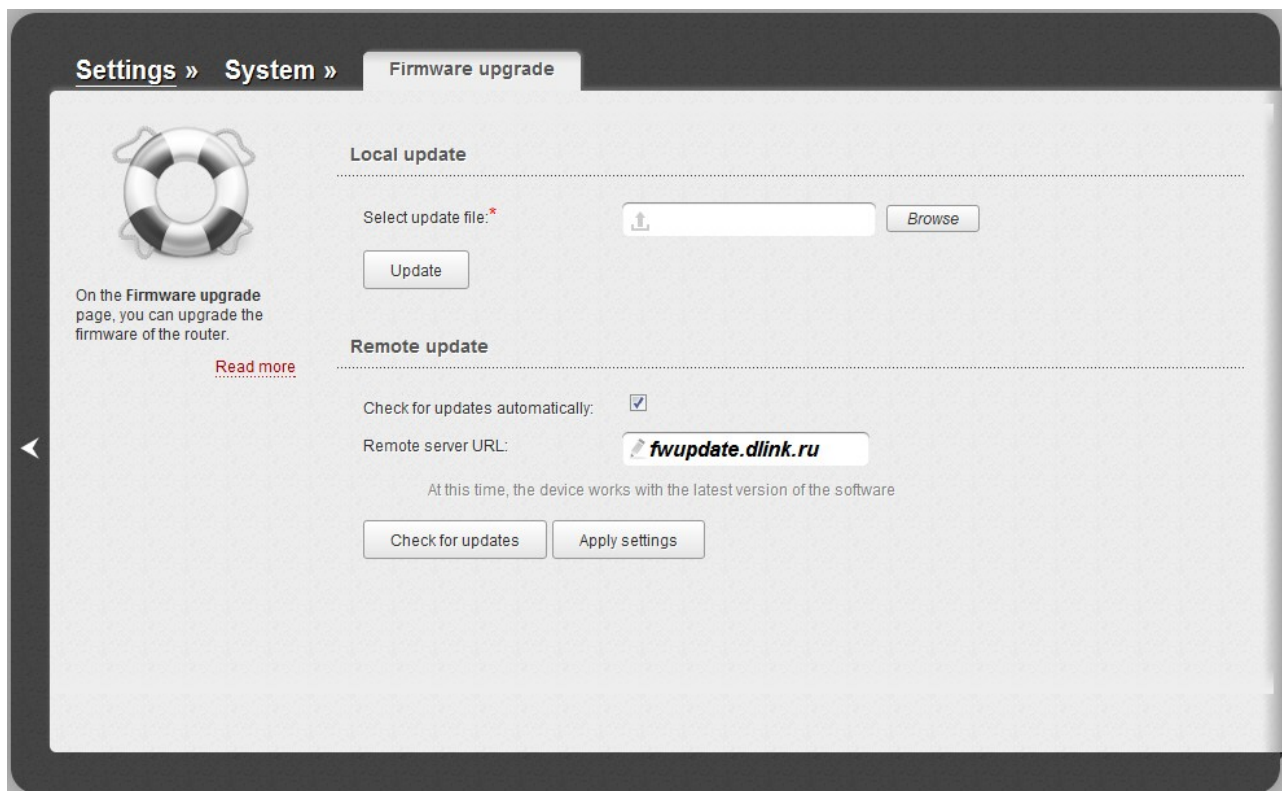 Settings » System » Firmware upgrade
On the Firmware upgrade
page, you can upgrade the
firmware of the router.
Read more
Local update
Select update file:*
Browse
Update
Remote update
Check for updates automatically:
Remote server URL:
fwupdate.dlink.ru
At this time, the device works with the latest version of the software
Check for updates
Apply settings